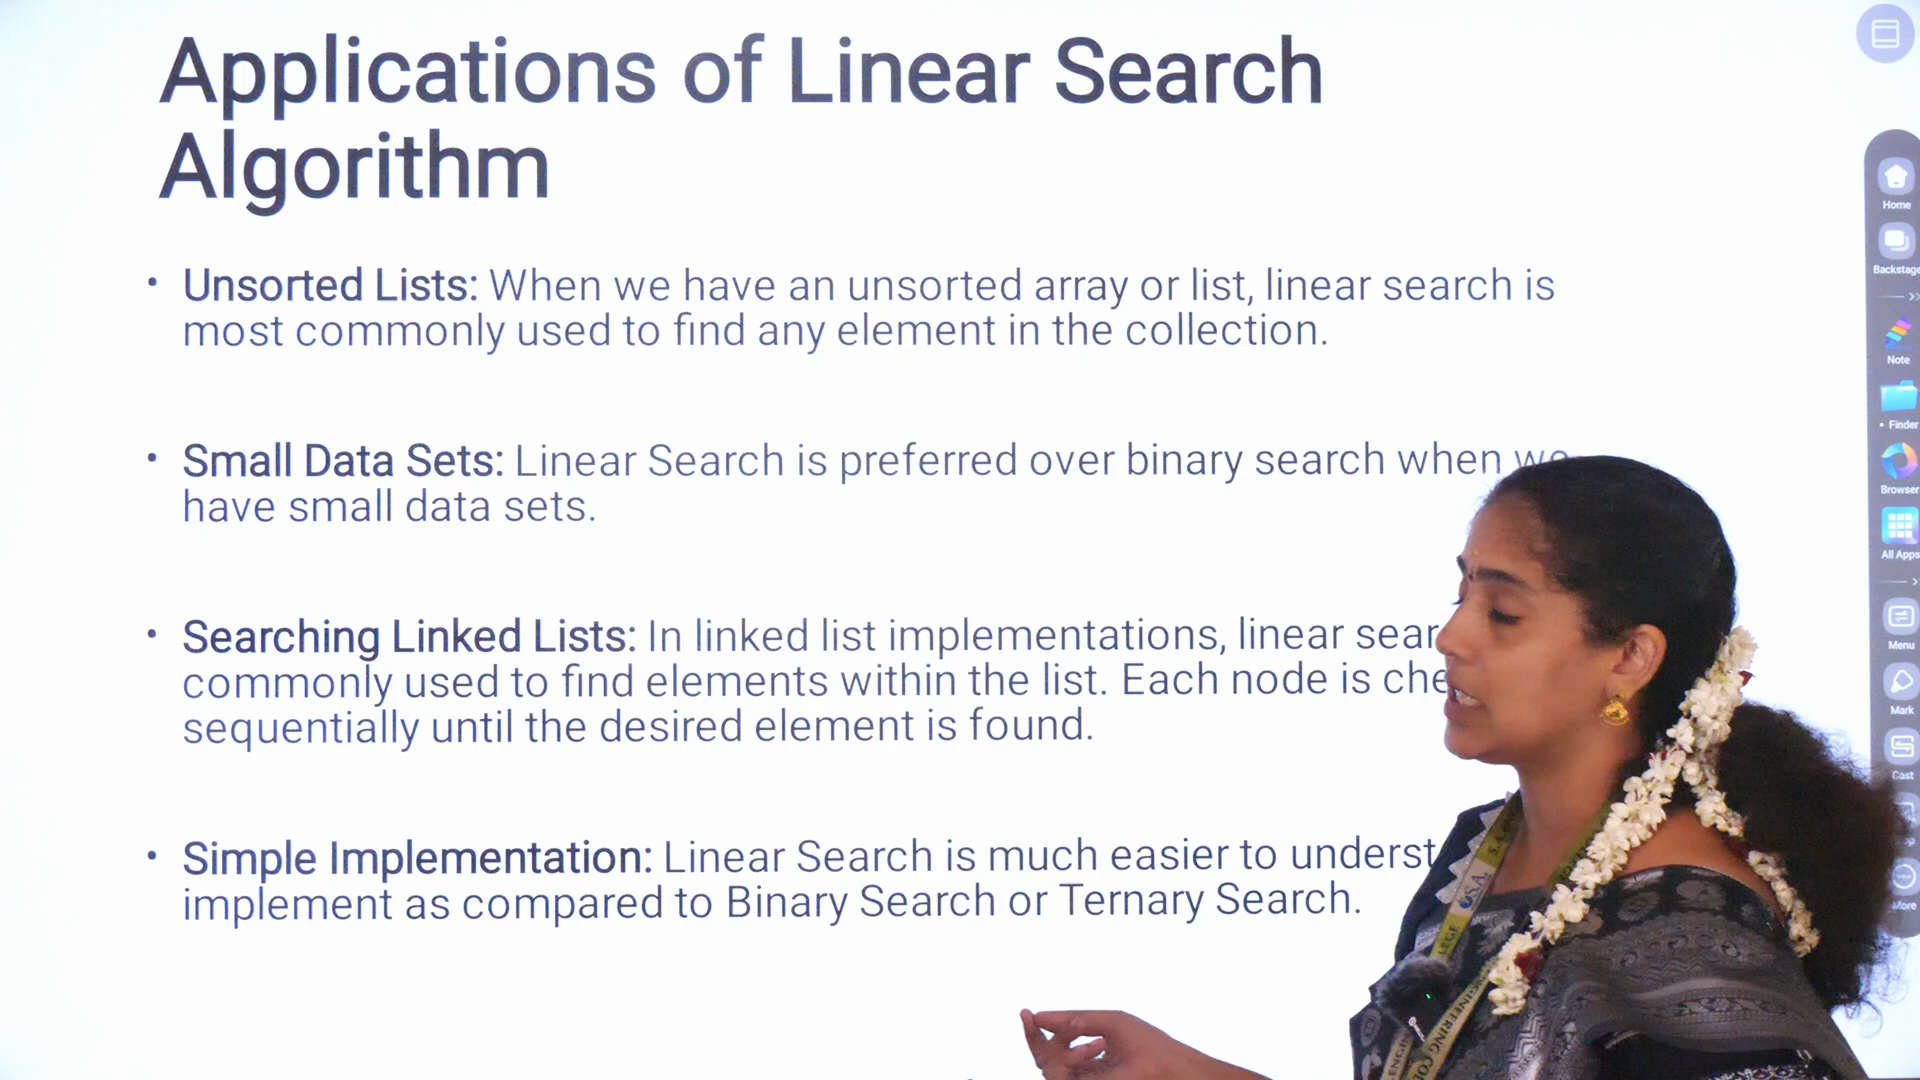 Applications of Linear Search
Algorithm
• Unsorted Lists: When we have an unsorted array or list, linear search is
most commonly used to find any element in the collection.
• Small Data Sets: Linear Search is preferred over binary search when we
have small data sets.
• Searching Linked Lists: In linked list implementations, linear
commonly used to find elements within the list. Each node is
sequentially until the desired element is found.
• Simple Implementation: Linear Search is much easier to
implement as compared to Binary Search or Ternary Search.
Home
Backstage
Note
• Finder
Browser
All Apps
Menu
Mark
Cast
More